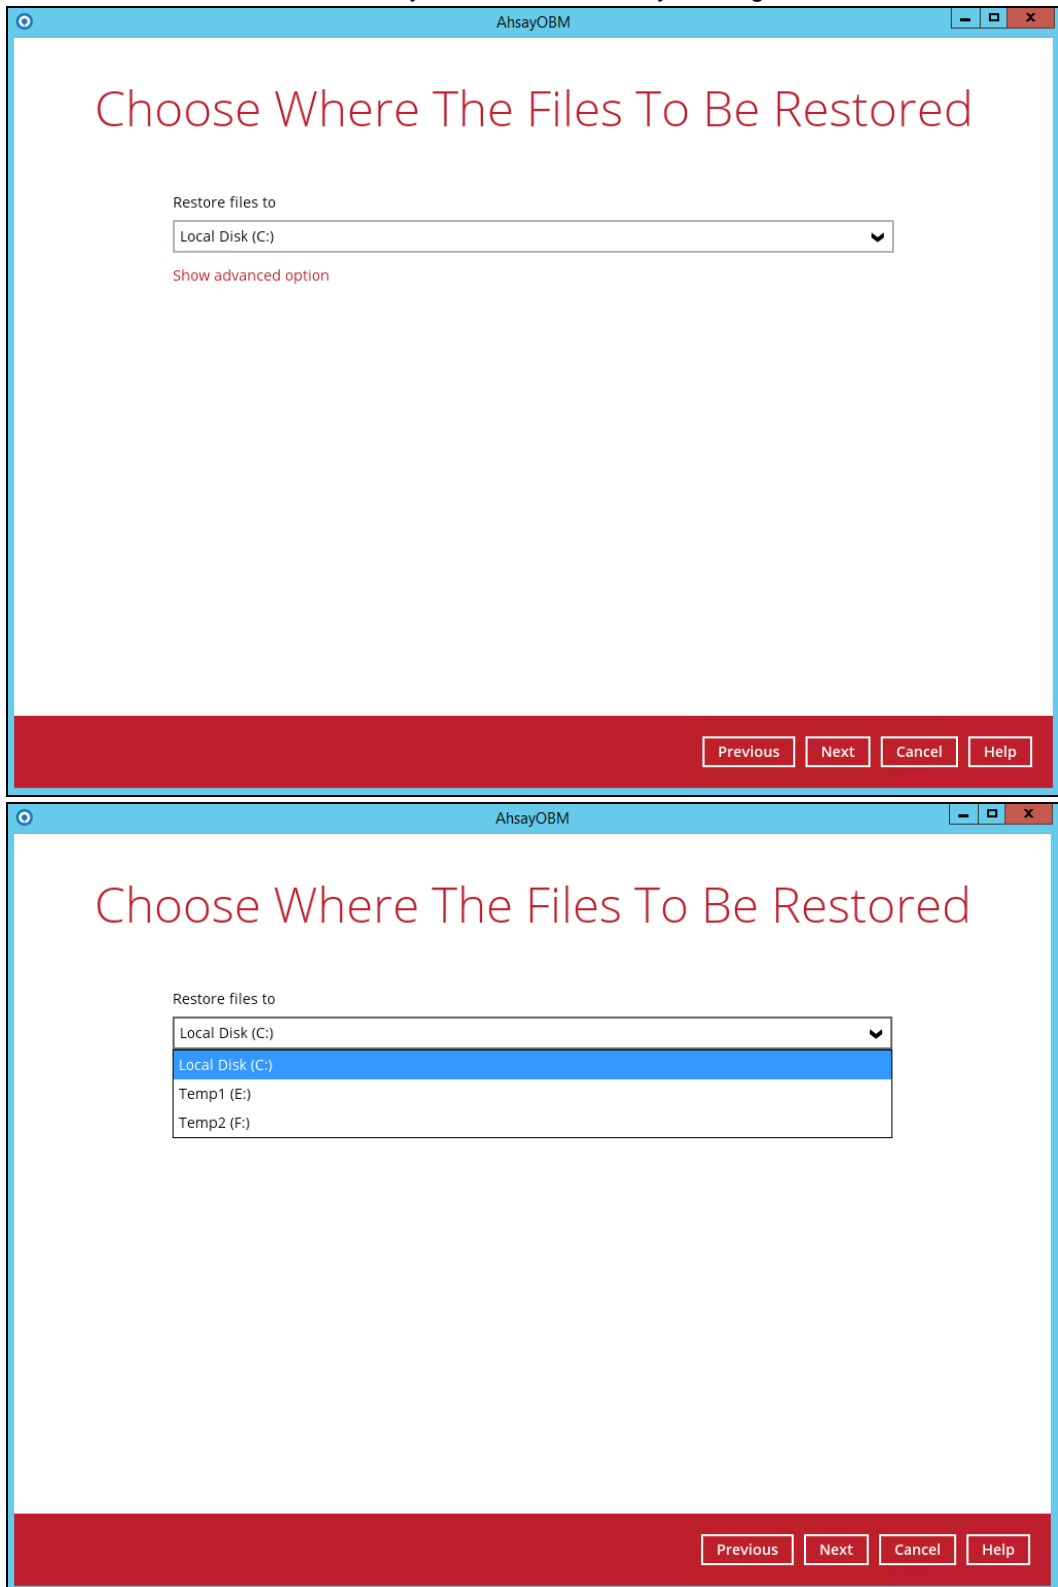 AhsayOBM
Choose Where The Files To Be Restored
Restore files to
Local Disk (C:)
Show advanced option
Previous Next Cancel Help
AhsayOBM
Choose Where The Files To Be Restored
Restore files to
Local Disk (C:)
Local Disk (C:)
Temp1 (E:)
Temp2 (F:)
Previous Next Cancel Help